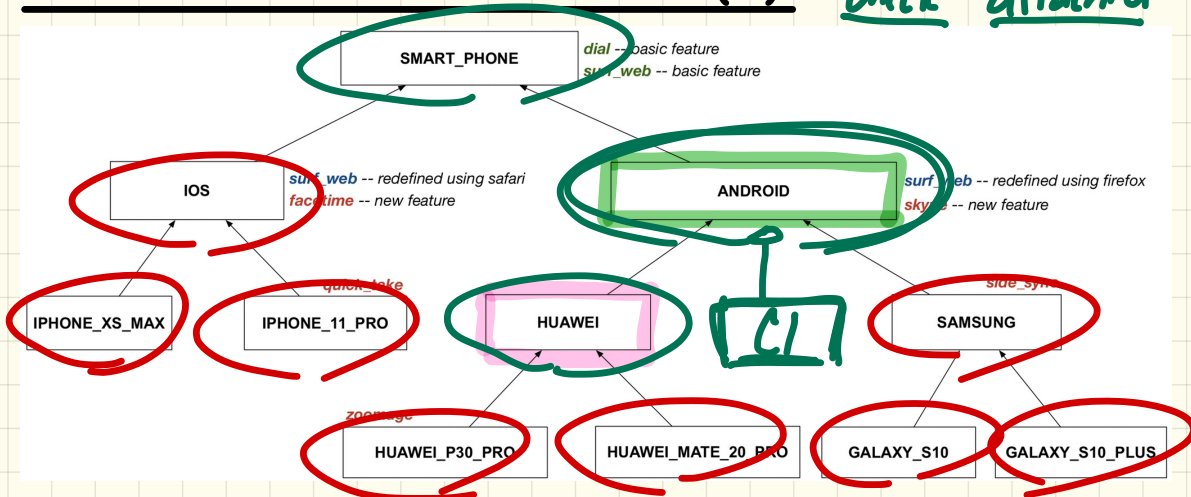 SMART_PHONE
dial -- basic feature
surf_web -- basic feature
IOS
surf_web -- redefined using safari
facetime -- new feature
ANDROID
surf_web -- redefined using firefox
skype -- new feature
IPHONE_XS_MAX
quick_take
IPHONE_11_PRO
HUAWEI
C1
side_sync
SAMSUNG
zoomage
HUAWEI_P30_PRO
HUAWEI_MATE_20_PRO
GALAXY_S10
GALAXY_S10_PLUS